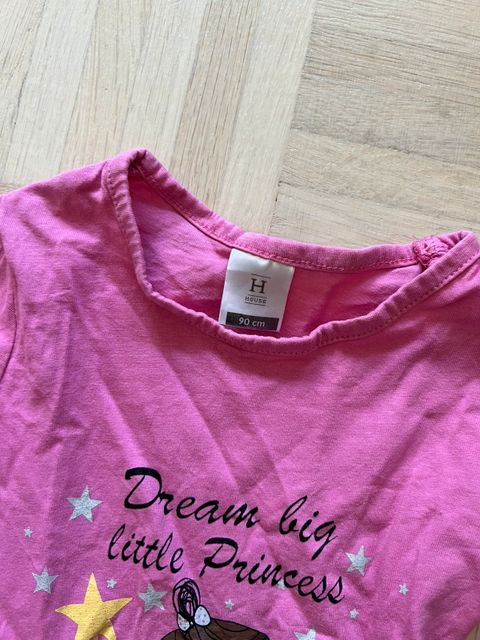 H
HOUSE
90 cm
Dream big
little Princess